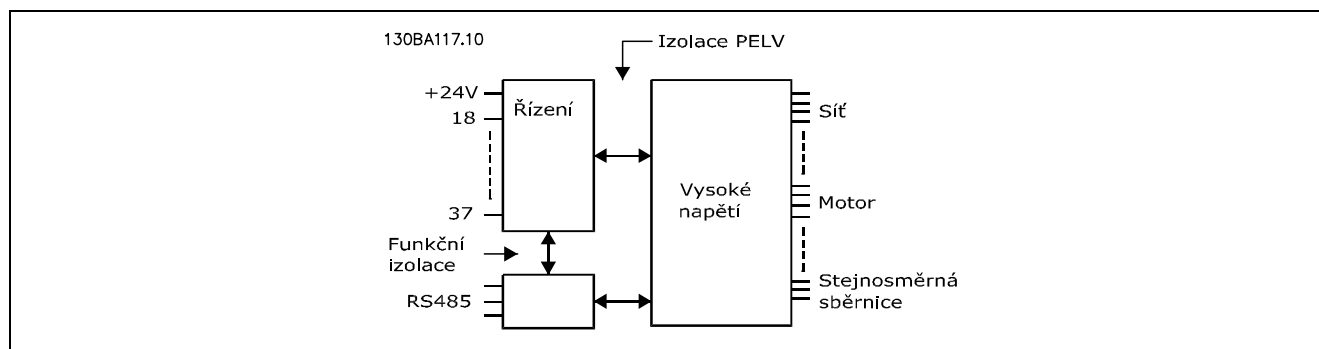 130BA117.10
Izolace PELV
+24V
Řízení
18
37
Síť
Vysoké
napětí
Motor
Funkční
izolace
RS485
Stejnosměrná
sběrnice